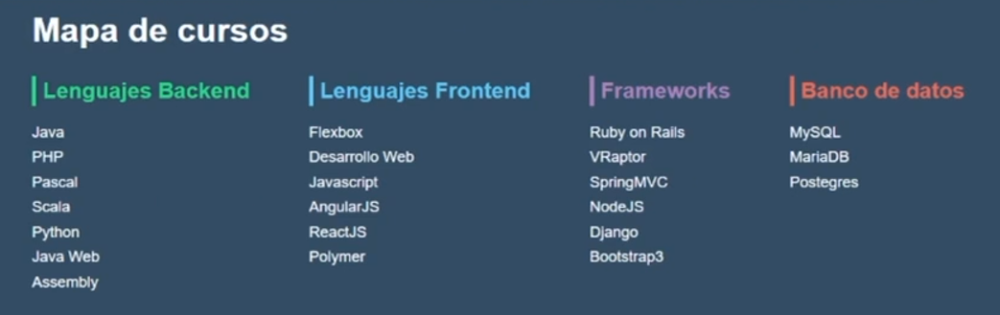 Mapa de cursos
Lenguajes Backend
Java
PHP
Pascal
Scala
Python
Java Web
Assembly
Lenguajes Frontend
Flexbox
Desarrollo Web
Javascript
AngularJS
ReactJS
Polymer
Frameworks
Ruby on Rails
VRaptor
SpringMVC
NodeJS
Django
Bootstrap3
Banco de datos
MySQL
MariaDB
Postegres